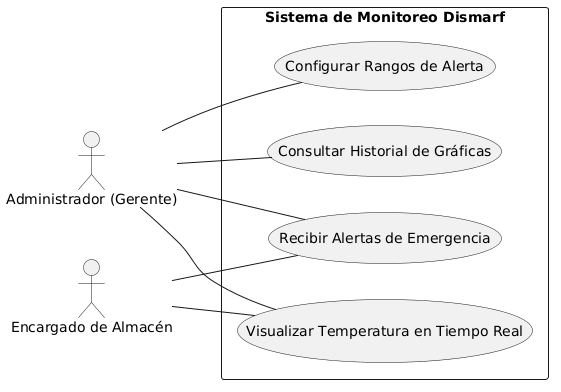 Sistema de Monitoreo Dismarf
Configurar Rangos de Alerta
Consultar Historial de Gráficas
Administrador (Gerente)
Recibir Alertas de Emergencia
Encargado de Almacén
Visualizar Temperatura en Tiempo Real